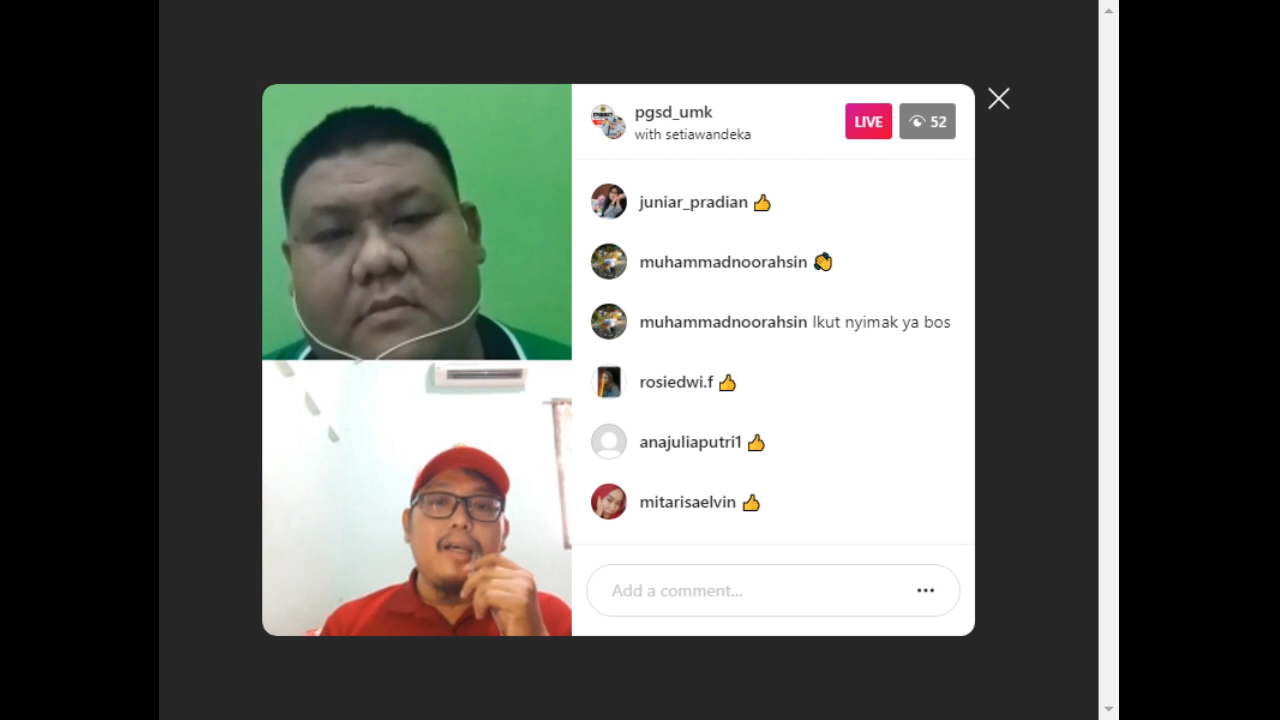 pgsd_umk
with setiawandeka
LIVE
52
juniar_pradian 👍
muhammadnoorahsin 👏
muhammadnoorahsin Ikut nyimak ya bos
rosiedwi.f 👍
anajuliaputri1 👍
mitarisaelvin 👍
Add a comment...